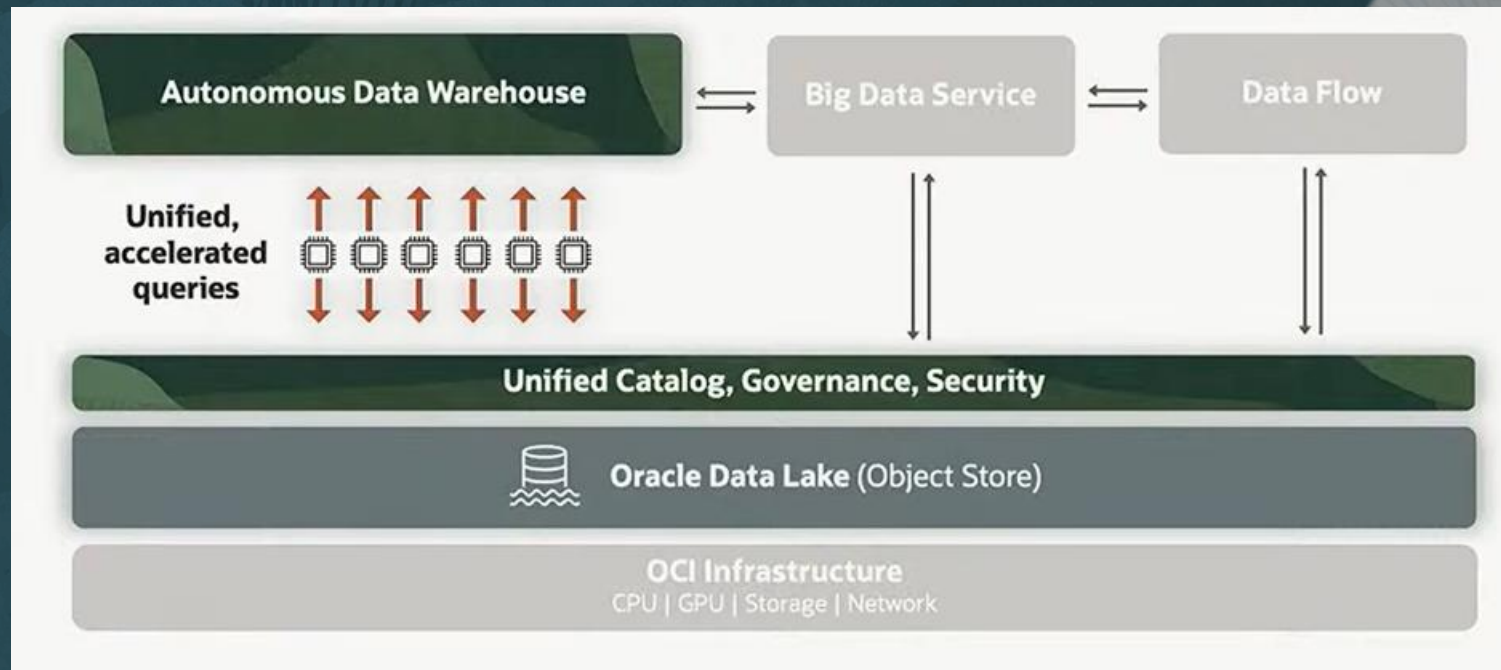 Autonomous Data Warehouse
Big Data Service
Data Flow
Unified,
accelerated
queries
Unified Catalog, Governance, Security
Oracle Data Lake (Object Store)
OCI Infrastructure
CPU | GPU | Storage | Network